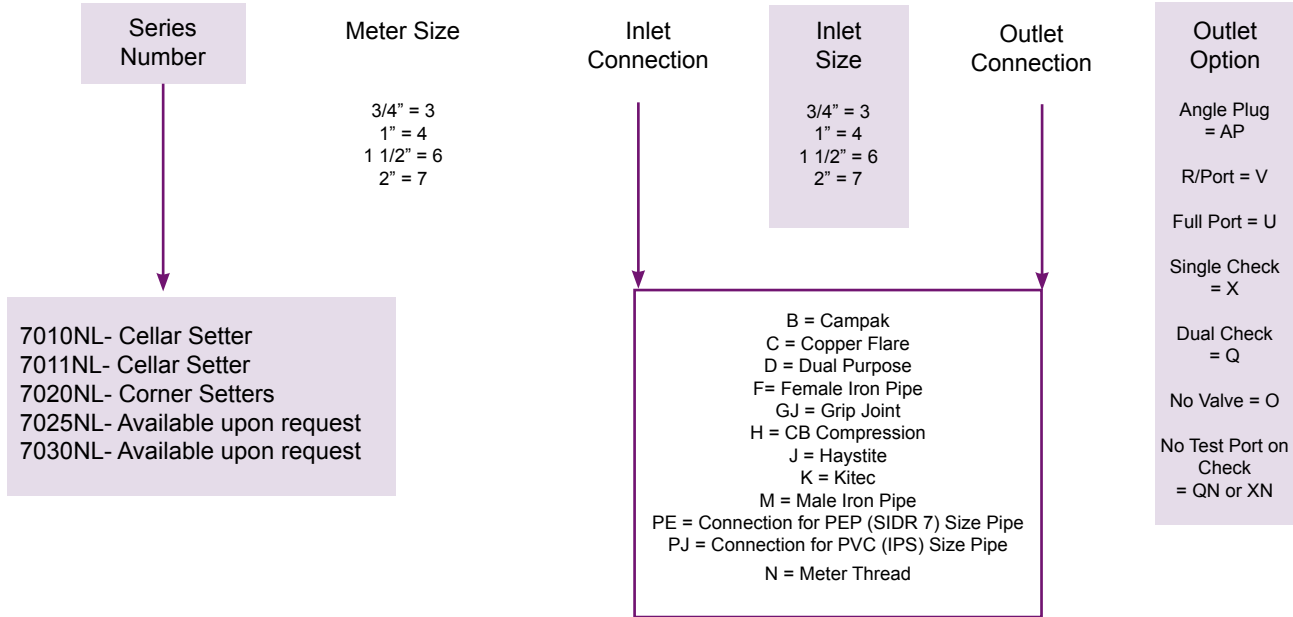 Series
Number
Meter Size
Inlet
Connection
Inlet
Size
Outlet
Connection
Outlet
Option
3/4” = 3
1” = 4
1 1/2” = 6
2” = 7
3/4” = 3
1” = 4
1 1/2” = 6
2” = 7
Angle Plug
= AP
R/Port = V
Full Port = U
Single Check
= X
Dual Check
= Q
No Valve = O
No Test Port on
Check
= QN or XN
7010NL- Cellar Setter
7011NL- Cellar Setter
7020NL- Corner Setters
7025NL- Available upon request
7030NL- Available upon request
B = Campak
C = Copper Flare
D = Dual Purpose
F= Female Iron Pipe
GJ = Grip Joint
H = CB Compression
J = Haystite
K = Kitec
M = Male Iron Pipe
PE = Connection for PEP (SIDR 7) Size Pipe
PJ = Connection for PVC (IPS) Size Pipe
N = Meter Thread